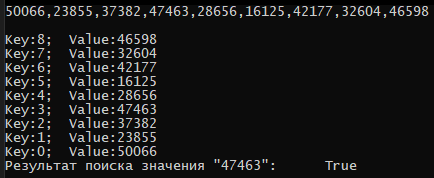 50066,23855,37382,47463,28656,16125,42177,32604,46598
Key:8;  Value:46598
Key:7;  Value:32604
Key:6;  Value:42177
Key:5;  Value:16125
Key:4;  Value:28656
Key:3;  Value:47463
Key:2;  Value:37382
Key:1;  Value:23855
Key:0;  Value:50066
Результат поиска значения "47463":      True